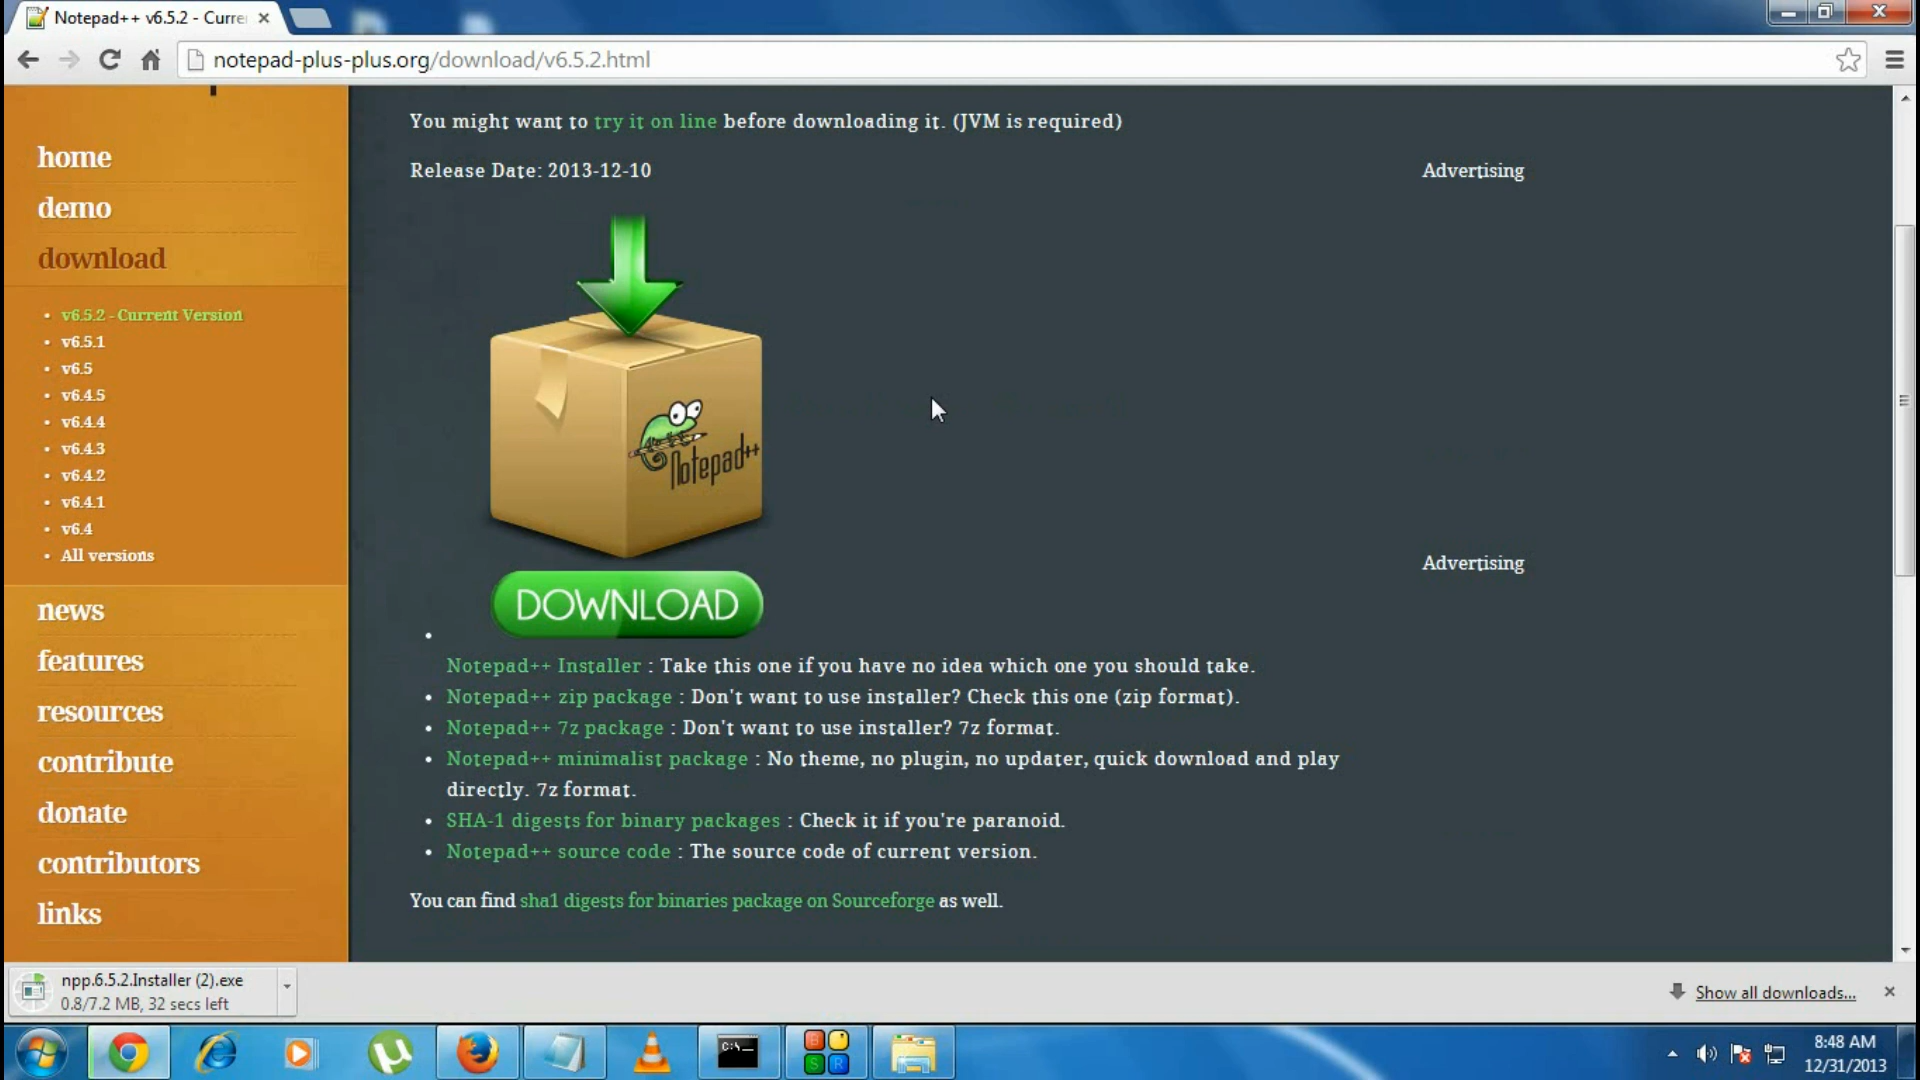 Notepad++ v6.5.2 - Curre
notepad-plus-plus.org/download/v6.5.2.html
home
demo
download
v6.5.2 - Current Version
v6.5.1
v6.5
v6.4.5
v6.4.4
v6.4.3
v6.4.2
v6.4.1
v6.4
All versions
news
features
resources
contribute
donate
contributors
links
You might want to try it on line before downloading it. (JVM is required)
Release Date: 2013-12-10
Advertising
Notepad++
DOWNLOAD
Advertising
Notepad++ Installer : Take this one if you have no idea which one you should take.
Notepad++ zip package : Don't want to use installer? Check this one (zip format).
Notepad++ 7z package : Don't want to use installer? 7z format.
Notepad++ minimalist package : No theme, no plugin, no updater, quick download and play
directly. 7z format.
SHA-1 digests for binary packages : Check it if you're paranoid.
Notepad++ source code : The source code of current version.
You can find sha1 digests for binaries package on Sourceforge as well.
npp.6.5.2.Installer (2).exe
0.8/7.2 MB, 32 secs left
Show all downloads...
C:\_
B
S R
8:48 AM
12/31/2013